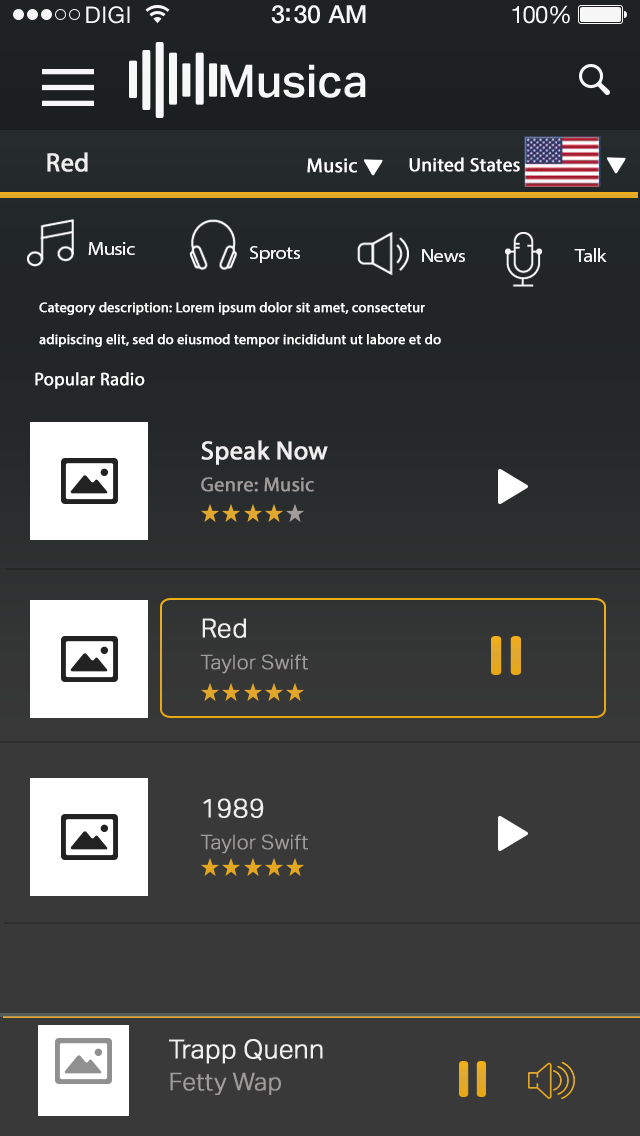 DIGI 3:30 AM 100%
Musica
Red Music United States
Music Sprots News Talk
Category description: Lorem ipsum dolor sit amet, consectetur
adipiscing elit, sed do eiusmod tempor incididunt ut labore et do
Popular Radio
Speak Now
Genre: Music
Red
Taylor Swift
1989
Taylor Swift
Trapp Quenn
Fetty Wap